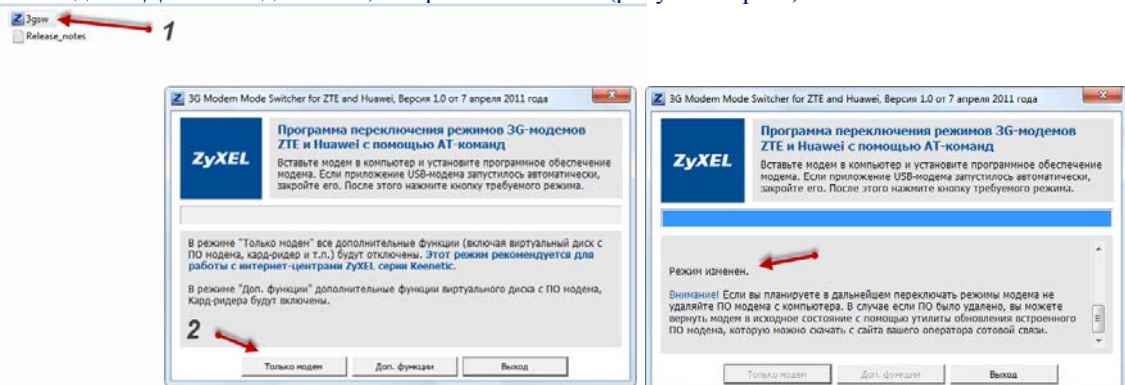 3gsw
1
Release_notes
3G Modem Mode Switcher for ZTE and Huawei, Версия 1.0 от 7 апреля 2011 года
ZyXEL
Программа переключения режимов 3G-модемов
ZTE и Huawei с помощью AT-команд
Вставьте модем в компьютер и установите программное обеспечение
модема. Если приложение USB-модема запустилось автоматически,
закройте его. После этого нажмите кнопку требуемого режима.
В режиме "Только модем" все дополнительные функции (включая виртуальный диск с
ПО модема, кард-ридер и т.п.) будут отключены. Этот режим рекомендуется для
работы с интернет-центрами ZyXEL серии Keenetic.
В режиме "Доп. функции" дополнительные функции виртуального диска с ПО модема,
Кард-ридера будут включены.
2
Только модем Доп. функции Выход
3G Modem Mode Switcher for ZTE and Huawei, Версия 1.0 от 7 апреля 2011 года
ZyXEL
Программа переключения режимов 3G-модемов
ZTE и Huawei с помощью AT-команд
Вставьте модем в компьютер и установите программное обеспечение
модема. Если приложение USB-модема запустилось автоматически,
закройте его. После этого нажмите кнопку требуемого режима.
Режим изменен.
Внимание! Если вы планируете в дальнейшем переключать режимы модема не
удаляйте ПО модема с компьютера. В случае если ПО было удалено, вы можете
вернуть модем в исходное состояние с помощью утилиты обновления встроенного
ПО модема, которую можно скачать с сайта вашего оператора сотовой связи.
Только модем Доп. функции Выход